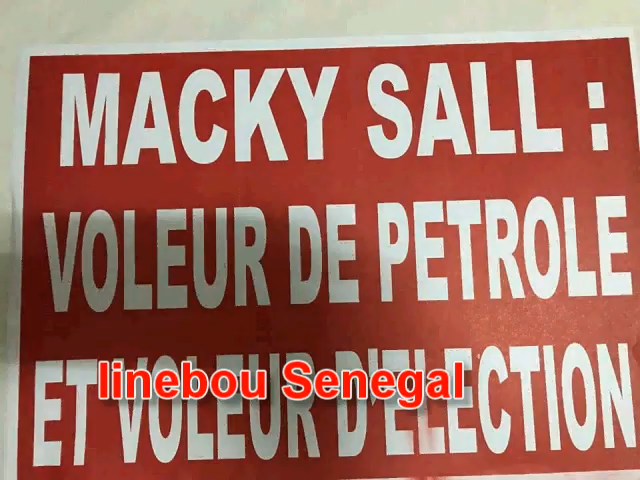 MACKY SALL :
VOLEUR DE PETROLE
ET VOLEUR D'ELECTION
linebou Senegal